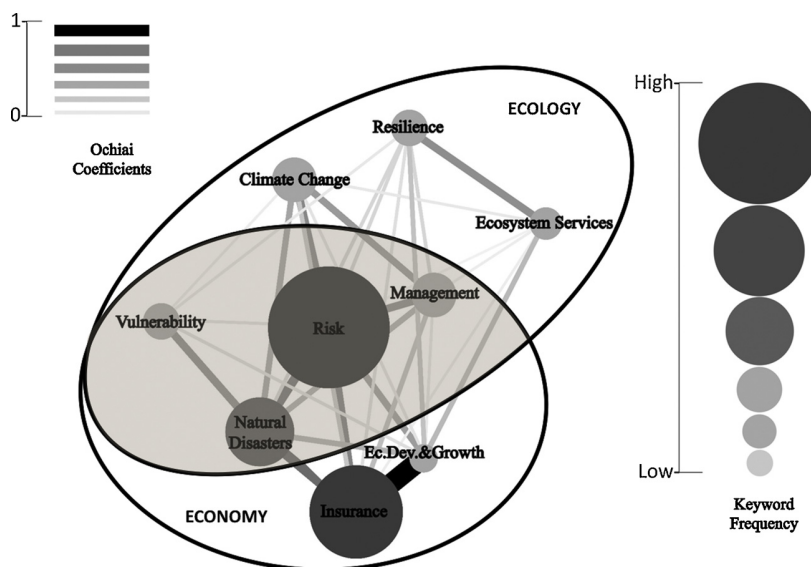 1
0
Ochiai
Coefficients
ECOLOGY
High
Resilience
Climate Change
Ecosystem Services
Management
Vulnerability
Risk
Natural
Disasters
Ec.Dev.&Growth
Low
Insurance
ECONOMY
Keyword
Frequency